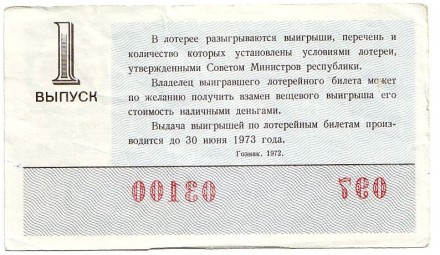 1
ВЫПУСК
В лотерее разыгрываются выигрыши, перечень и
количество которых установлены условиями лотереи,
утвержденными Советом Министров республики.
Владелец выигравшего лотерейного билета может
по желанию получить взамен вещевого выигрыша его
стоимость наличными деньгами.
Выдача выигрышей по лотерейным билетам произ-
водится до 30 июня 1973 года.
Гознак. 1972.
03100 097